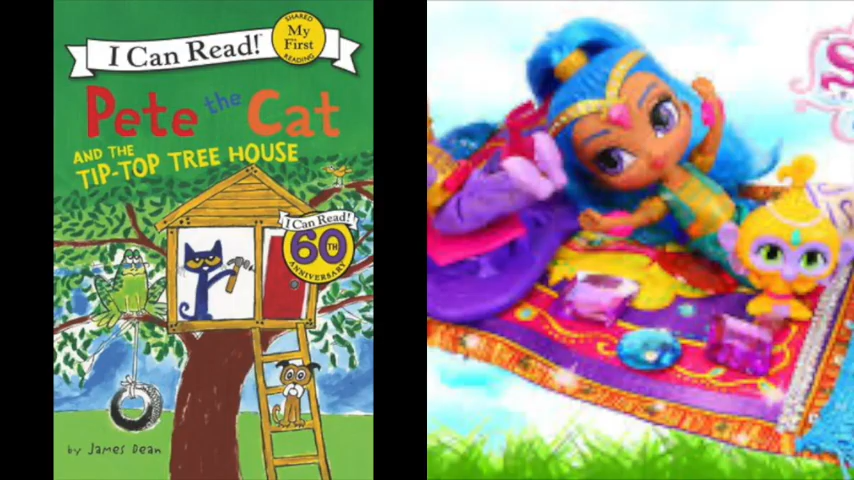 I Can Read!
SHARED
My
First
READING
Pete the Cat
AND THE
TIP-TOP TREE HOUSE
I Can Read!
60TH
ANNIVERSARY
by James Dean